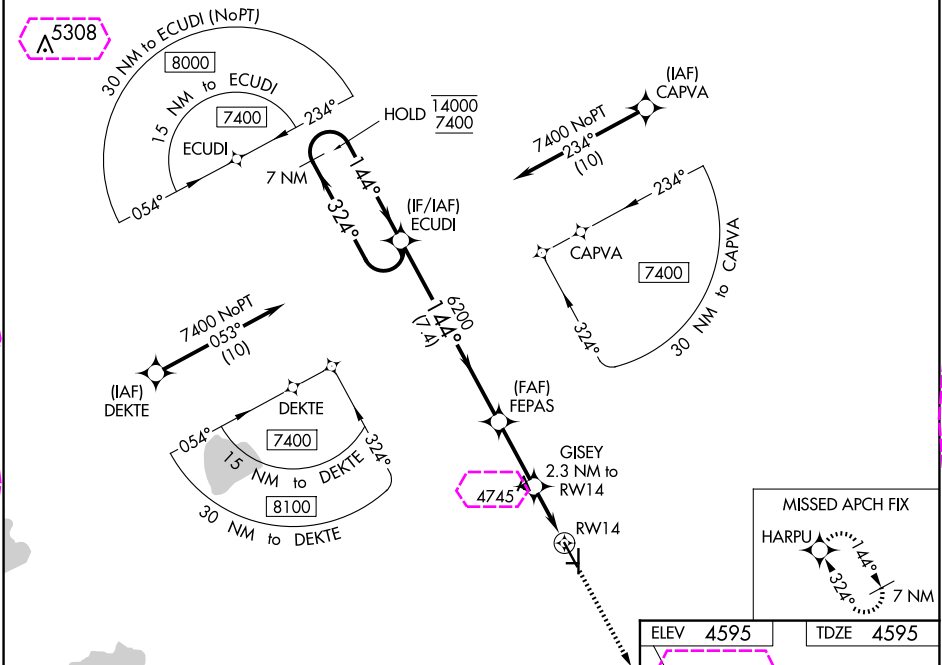 5308
30 NM to ECUDI (NoPT)
8000
15 NM to ECUDI
7400
234°
ECUDI
054°
HOLD 14000
7400
7 NM
144°
324°
(IF/IAF)
ECUDI
(IAF)
CAPVA
7400 NoPT
234°
(10)
234°
CAPVA
7400
324°
30 NM to CAPVA
6200
144°
(7.4)
7400 NoPT
053°
(10)
(IAF)
DEKTE
DEKTE
054°
7400
324°
15 NM to DEKTE
8100
30 NM to DEKTE
(FAF)
FEPAS
GISEY
2.3 NM to
RW14
4745
RW14
MISSED APCH FIX
HARPU
144°
324°
7 NM
ELEV 4595
TDZE 4595